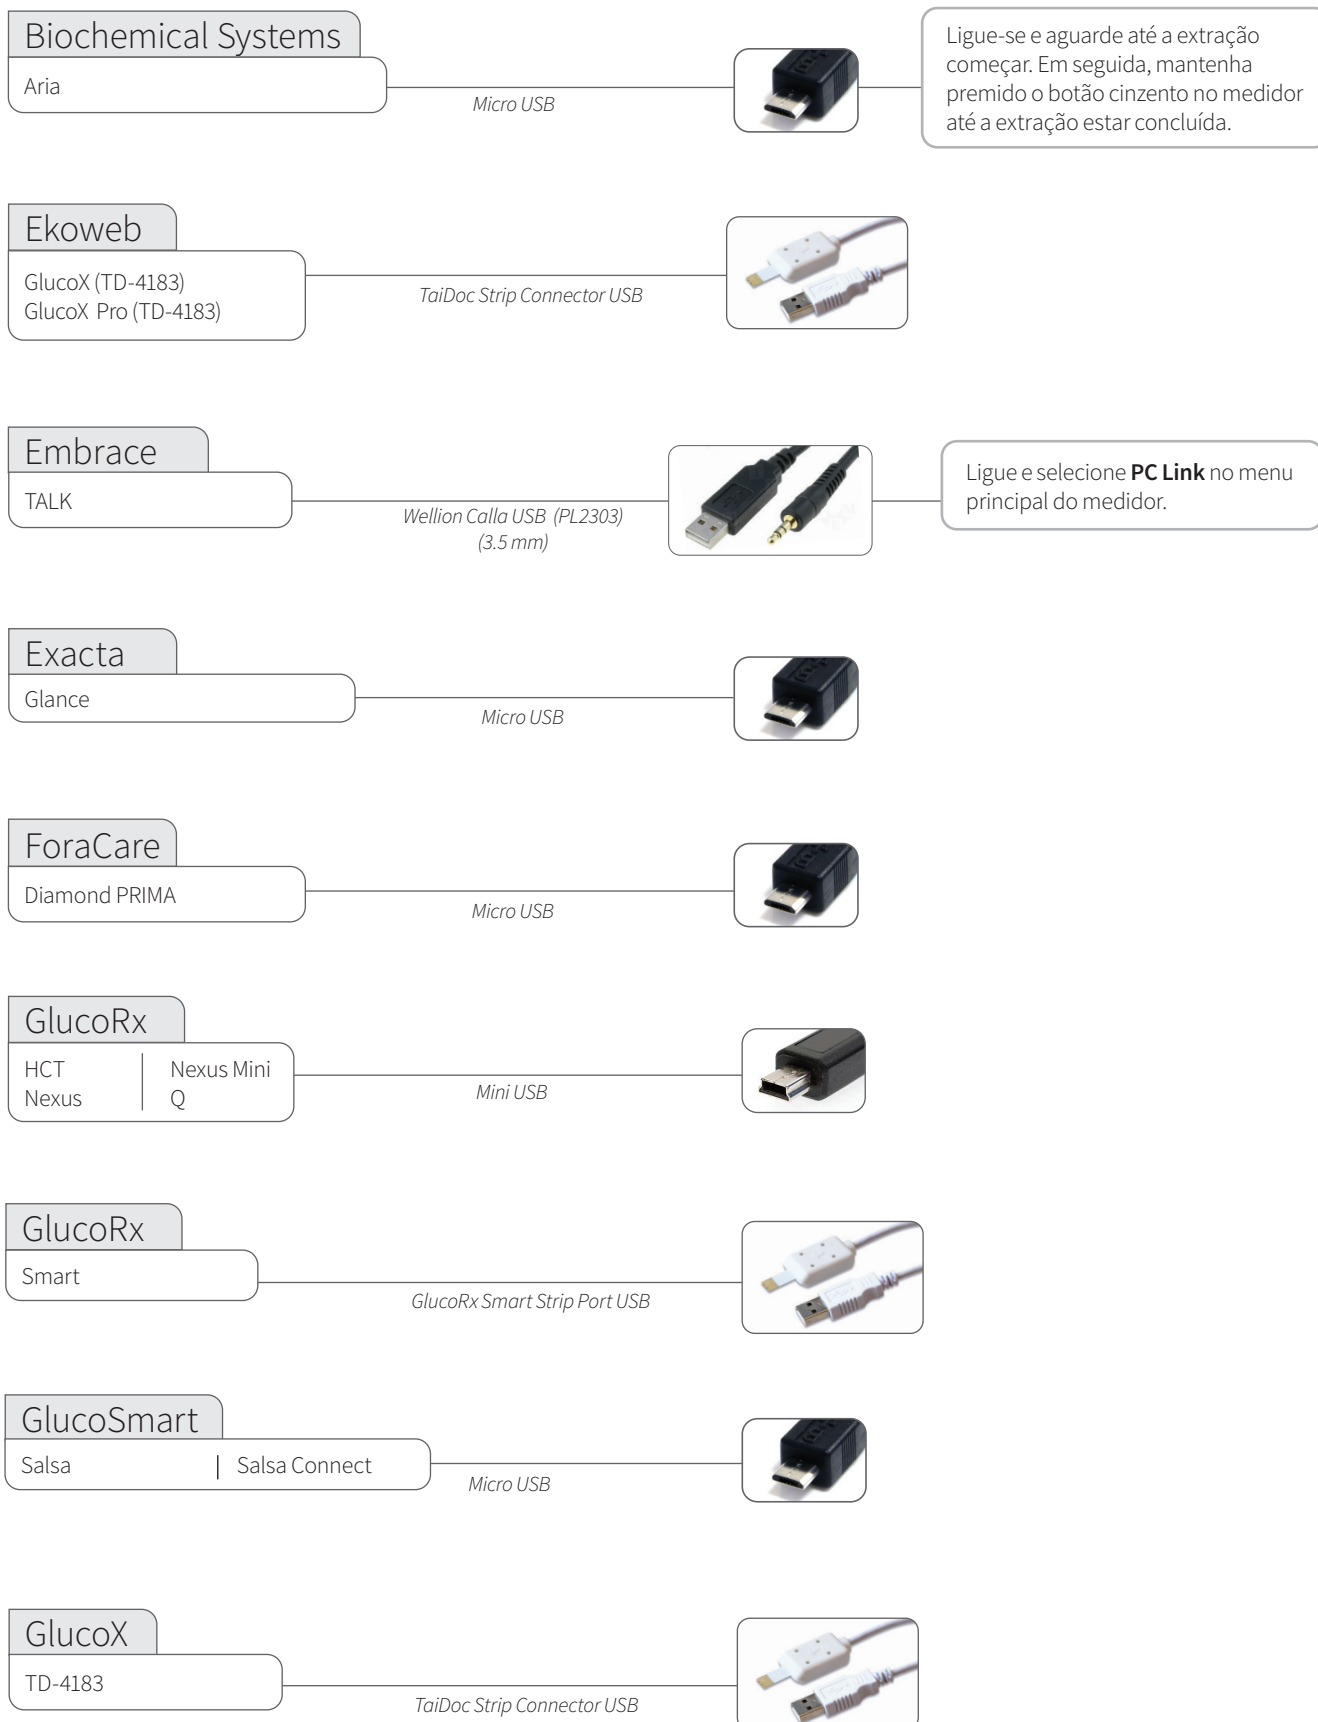 Biochemical Systems
Aria
Micro USB
Ligue-se e aguarde até a extração
começar. Em seguida, mantenha
premido o botão cinzento no medidor
até a extração estar concluída.
Ekoweb
GlucoX (TD-4183)
GlucoX Pro (TD-4183)
TaiDoc Strip Connector USB
Embrace
TALK
Wellion Calla USB (PL2303)
(3.5 mm)
Ligue e selecione PC Link no menu
principal do medidor.
Exacta
Glance
Micro USB
ForaCare
Diamond PRIMA
Micro USB
GlucoRx
HCT | Nexus Mini
Nexus | Q
Mini USB
GlucoRx
Smart
GlucoRx Smart Strip Port USB
GlucoSmart
Salsa | Salsa Connect
Micro USB
GlucoX
TD-4183
TaiDoc Strip Connector USB